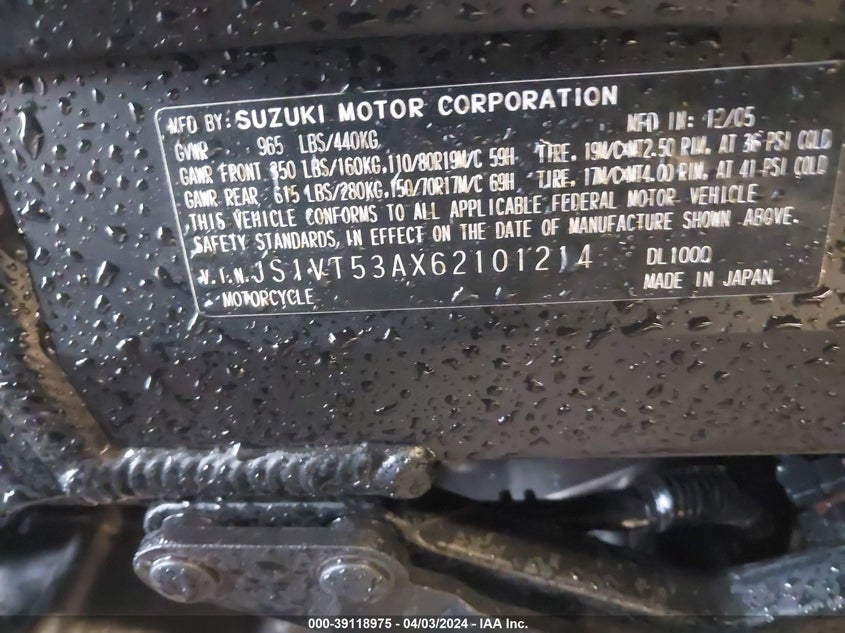 MFD BY: SUZUKI MOTOR CORPORATION
MFD IN: 12/05
GVWR 965 LBS/440KG
GAWR FRONT 350 LBS/160KG, 110/80R19M/C 59H TIRE, 19M/C×MT2.50 RIM, AT 36 PSI COLD
GAWR REAR 615 LBS/280KG, 150/70R17M/C 69H TIRE, 17M/C×MT4.00 RIM, AT 41 PSI COLD
THIS VEHICLE CONFORMS TO ALL APPLICABLE FEDERAL MOTOR VEHICLE
SAFETY STANDARDS, IN EFFECT ON THE DATE OF MANUFACTURE SHOWN ABOVE.
V.I.N. JS1VT53AX62101214 DL1000
MOTORCYCLE MADE IN JAPAN
000-39118975 - 04/03/2024 - IAA Inc.